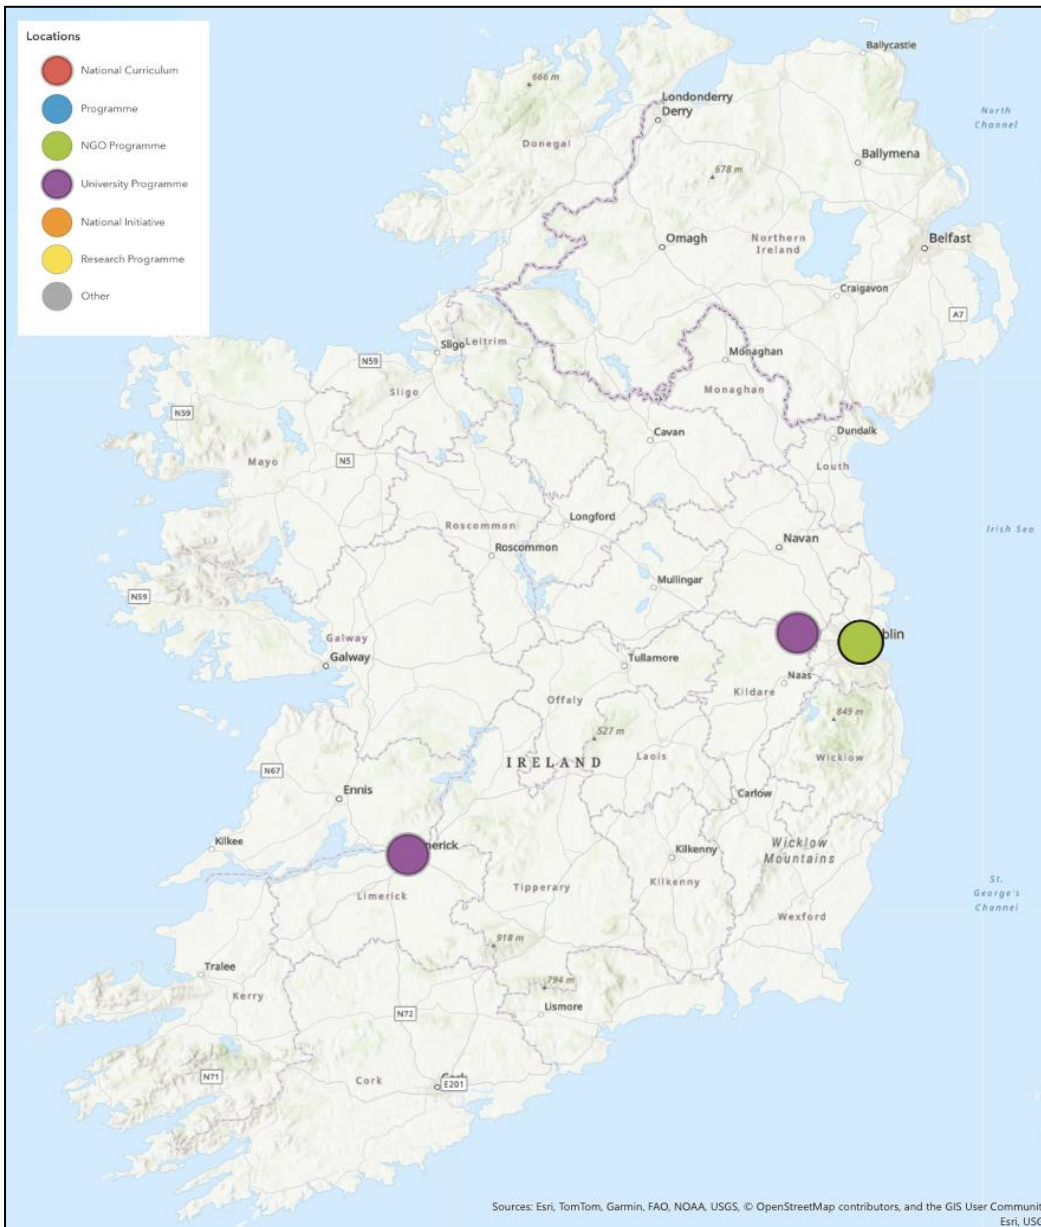 Locations
National Curriculum
Programme
NGO Programme
University Programme
National Initiative
Research Programme
Other
Ballycastle
666 m
Londonderry
Derry
North
Channel
Donegal
Ballymena
678 m
Omagh
Northern
Ireland
Belfast
Craigavon
A7
Sligo
Leitrim
N59
Monaghan
Sligo
Monaghan
N59
Cavan
Dundalk
Mayo
N5
Louth
Longford
Roscommon
Irish Sea
Navan
Roscommon
Mullingar
N59
Galway
blin
Galway
Tullamore
Naas
Kildare
Offaly
849 m
527 m
IRELAND
Laois
Wicklow
N67
Ennis
Carlow
Kilkee
merick
Kilkenny
Wicklow
Mountains
Limerick
Tipperary
Kilkenny
St.
George's
Channel
Wexford
918 m
Tralee
794 m
Kerry
Lismore
N72
N71
Cork
E201
Sources: Esri, TomTom, Garmin, FAO, NOAA, USGS, © OpenStreetMap contributors, and the GIS User Communit
Esri, USG